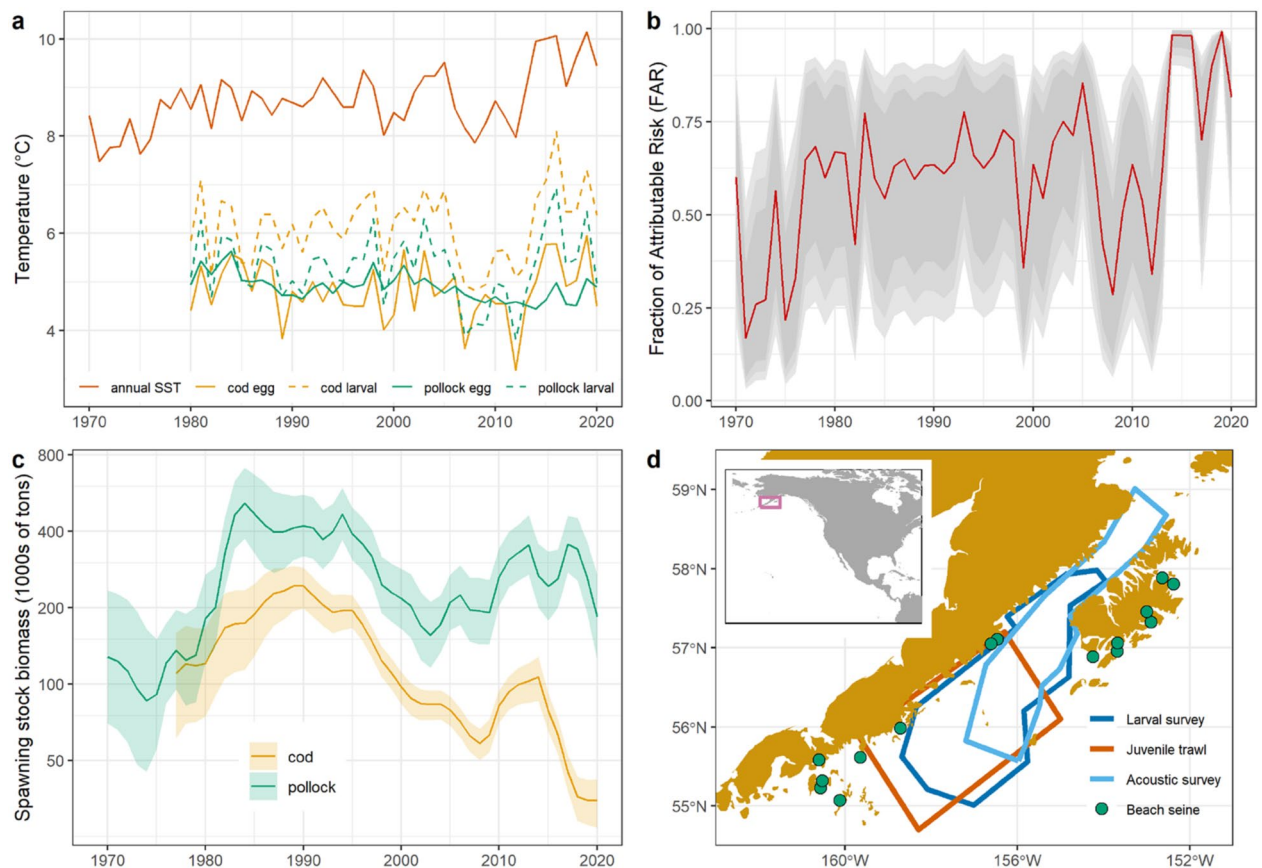 a
Temperature (°C)
10
8
6
4
annual SST cod egg cod larval pollock egg pollock larval
1970 1980 1990 2000 2010 2020
b
Fraction of Attributable Risk (FAR)
1.00
0.75
0.50
0.25
0.00
1970 1980 1990 2000 2010 2020
c
Spawning stock biomass (1000s of tons)
800
400
200
100
50
cod
pollock
1970 1980 1990 2000 2010 2020
d
59°N
58°N
57°N
56°N
55°N
Larval survey
Juvenile trawl
Acoustic survey
Beach seine
160°W 156°W 152°W